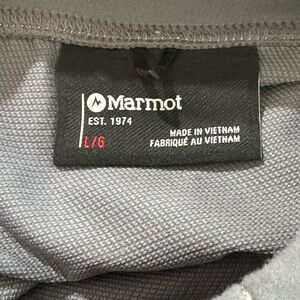 Marmot
EST. 1974
L/G
MADE IN VIETNAM
FABRIQUÉ AU VIETNAM